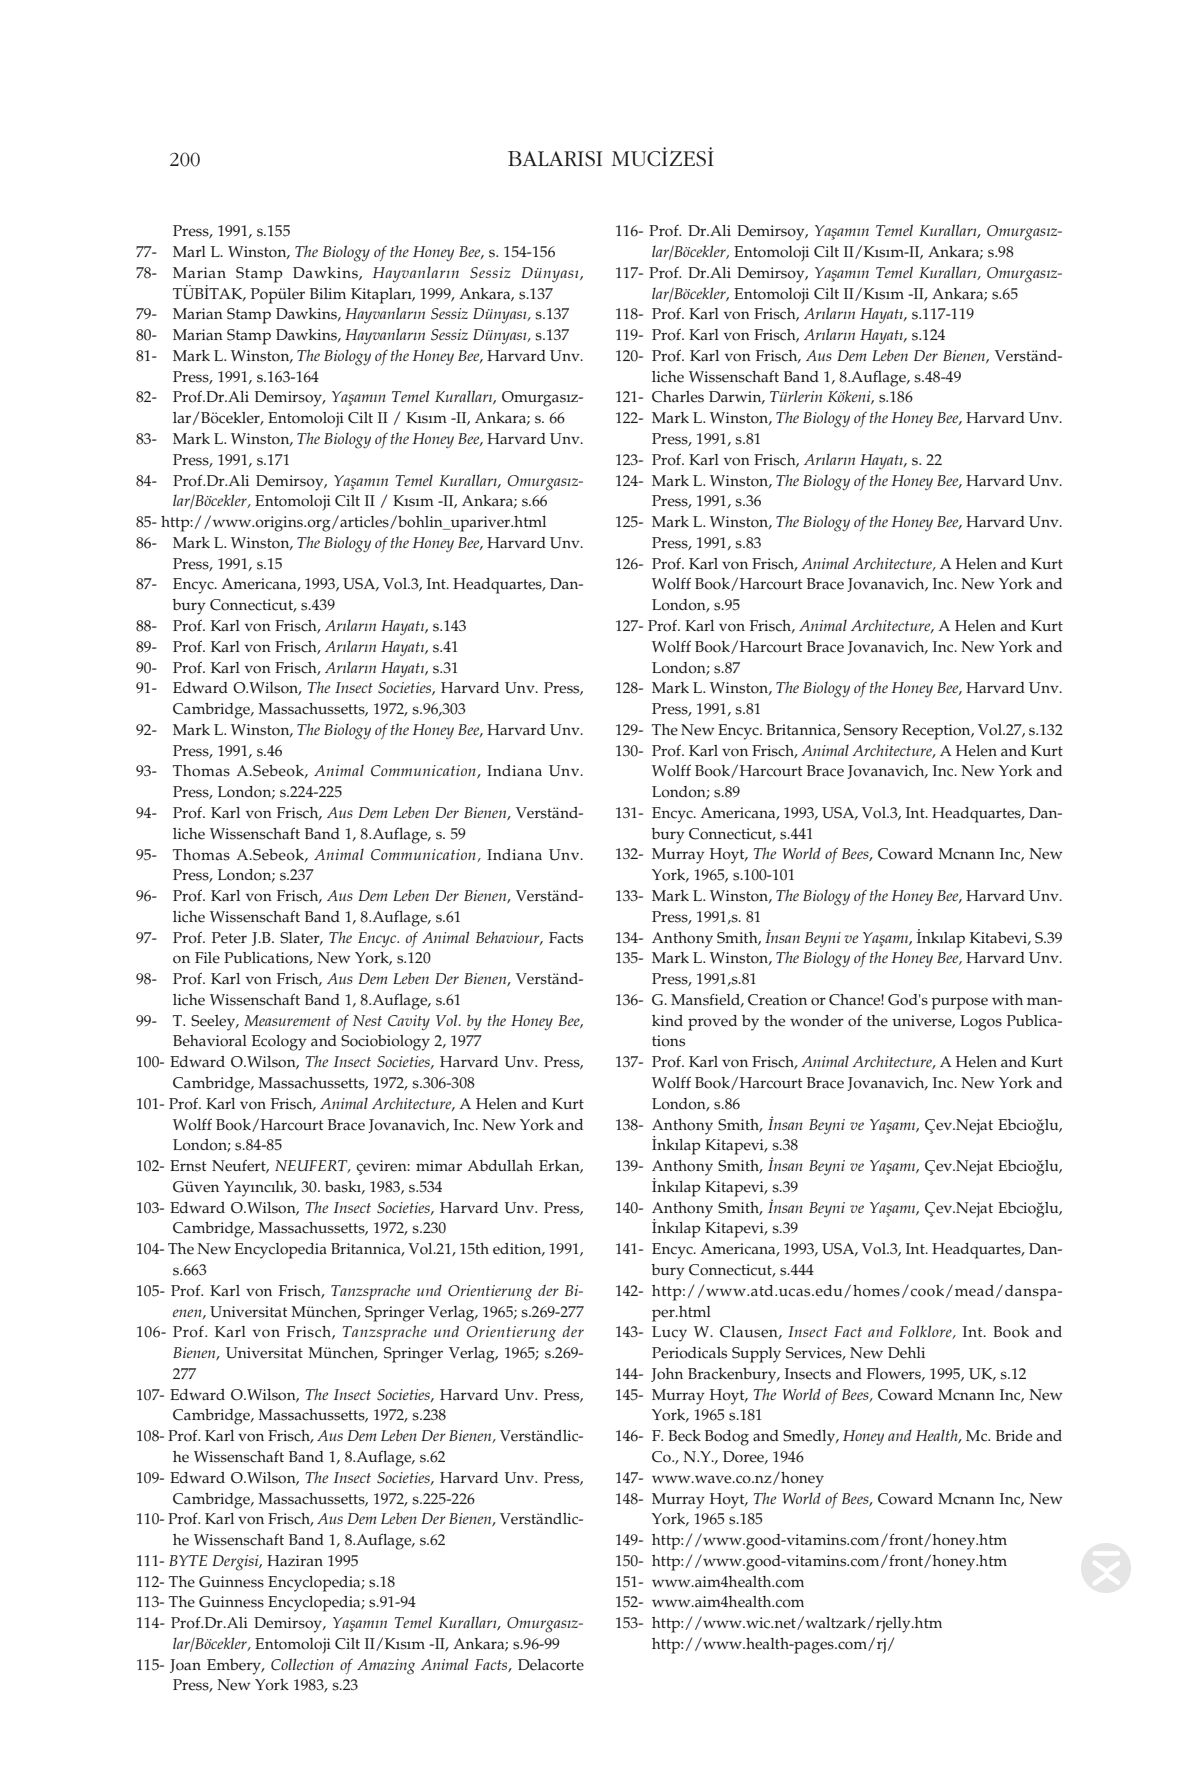 200
BALARISI MUCİZESİ
Press, 1991, s.155
77- Marl L. Winston, The Biology of the Honey Bee, s. 154-156
78- Marian Stamp Dawkins, Hayvanların Sessiz Dünyası,
TÜBİTAK, Popüler Bilim Kitapları, 1999, Ankara, s.137
79- Marian Stamp Dawkins, Hayvanların Sessiz Dünyası, s.137
80- Marian Stamp Dawkins, Hayvanların Sessiz Dünyası, s.137
81- Mark L. Winston, The Biology of the Honey Bee, Harvard Unv.
Press, 1991, s.163-164
82- Prof.Dr.Ali Demirsoy, Yaşamın Temel Kuralları, Omurgasız-
lar/Böcekler, Entomoloji Cilt II / Kısım -II, Ankara; s. 66
83- Mark L. Winston, The Biology of the Honey Bee, Harvard Unv.
Press, 1991, s.171
84- Prof.Dr.Ali Demirsoy, Yaşamın Temel Kuralları, Omurgasız-
lar/Böcekler, Entomoloji Cilt II / Kısım -II, Ankara; s.66
85- http://www.origins.org/articles/bohlin_upariver.html
86- Mark L. Winston, The Biology of the Honey Bee, Harvard Unv.
Press, 1991, s.15
87- Encyc. Americana, 1993, USA, Vol.3, Int. Headquartes, Dan-
bury Connecticut, s.439
88- Prof. Karl von Frisch, Arıların Hayatı, s.143
89- Prof. Karl von Frisch, Arıların Hayatı, s.41
90- Prof. Karl von Frisch, Arıların Hayatı, s.31
91- Edward O.Wilson, The Insect Societies, Harvard Unv. Press,
Cambridge, Massachussetts, 1972, s.96,303
92- Mark L. Winston, The Biology of the Honey Bee, Harvard Unv.
Press, 1991, s.46
93- Thomas A.Sebeok, Animal Communication, Indiana Unv.
Press, London; s.224-225
94- Prof. Karl von Frisch, Aus Dem Leben Der Bienen, Verständ-
liche Wissenschaft Band 1, 8.Auflage, s. 59
95- Thomas A.Sebeok, Animal Communication, Indiana Unv.
Press, London; s.237
96- Prof. Karl von Frisch, Aus Dem Leben Der Bienen, Verständ-
liche Wissenschaft Band 1, 8.Auflage, s.61
97- Prof. Peter J.B. Slater, The Encyc. of Animal Behaviour, Facts
on File Publications, New York, s.120
98- Prof. Karl von Frisch, Aus Dem Leben Der Bienen, Verständ-
liche Wissenschaft Band 1, 8.Auflage, s.61
99- T. Seeley, Measurement of Nest Cavity Vol. by the Honey Bee,
Behavioral Ecology and Sociobiology 2, 1977
100- Edward O.Wilson, The Insect Societies, Harvard Unv. Press,
Cambridge, Massachussetts, 1972, s.306-308
101- Prof. Karl von Frisch, Animal Architecture, A Helen and Kurt
Wolff Book/Harcourt Brace Jovanavich, Inc. New York and
London; s.84-85
102- Ernst Neufert, NEUFERT, çeviren: mimar Abdullah Erkan,
Güven Yayıncılık, 30. baskı, 1983, s.534
103- Edward O.Wilson, The Insect Societies, Harvard Unv. Press,
Cambridge, Massachussetts, 1972, s.230
104- The New Encyclopedia Britannica, Vol.21, 15th edition, 1991,
s.663
105- Prof. Karl von Frisch, Tanzsprache und Orientierung der Bi-
enen, Universitat München, Springer Verlag, 1965; s.269-277
106- Prof. Karl von Frisch, Tanzsprache und Orientierung der
Bienen, Universitat München, Springer Verlag, 1965; s.269-
277
107- Edward O.Wilson, The Insect Societies, Harvard Unv. Press,
Cambridge, Massachussetts, 1972, s.238
108- Prof. Karl von Frisch, Aus Dem Leben Der Bienen, Verständlic-
he Wissenschaft Band 1, 8.Auflage, s.62
109- Edward O.Wilson, The Insect Societies, Harvard Unv. Press,
Cambridge, Massachussetts, 1972, s.225-226
110- Prof. Karl von Frisch, Aus Dem Leben Der Bienen, Verständlic-
he Wissenschaft Band 1, 8.Auflage, s.62
111- BYTE Dergisi, Haziran 1995
112- The Guinness Encyclopedia; s.18
113- The Guinness Encyclopedia; s.91-94
114- Prof.Dr.Ali Demirsoy, Yaşamın Temel Kuralları, Omurgasız-
lar/Böcekler, Entomoloji Cilt II/Kısım -II, Ankara; s.96-99
115- Joan Embery, Collection of Amazing Animal Facts, Delacorte
Press, New York 1983, s.23
116- Prof. Dr.Ali Demirsoy, Yaşamın Temel Kuralları, Omurgasız-
lar/Böcekler, Entomoloji Cilt II/Kısım-II, Ankara; s.98
117- Prof. Dr.Ali Demirsoy, Yaşamın Temel Kuralları, Omurgasız-
lar/Böcekler, Entomoloji Cilt II/Kısım -II, Ankara; s.65
118- Prof. Karl von Frisch, Arıların Hayatı, s.117-119
119- Prof. Karl von Frisch, Arıların Hayatı, s.124
120- Prof. Karl von Frisch, Aus Dem Leben Der Bienen, Verständ-
liche Wissenschaft Band 1, 8.Auflage, s.48-49
121- Charles Darwin, Türlerin Kökeni, s.186
122- Mark L. Winston, The Biology of the Honey Bee, Harvard Unv.
Press, 1991, s.81
123- Prof. Karl von Frisch, Arıların Hayatı, s. 22
124- Mark L. Winston, The Biology of the Honey Bee, Harvard Unv.
Press, 1991, s.36
125- Mark L. Winston, The Biology of the Honey Bee, Harvard Unv.
Press, 1991, s.83
126- Prof. Karl von Frisch, Animal Architecture, A Helen and Kurt
Wolff Book/Harcourt Brace Jovanavich, Inc. New York and
London, s.95
127- Prof. Karl von Frisch, Animal Architecture, A Helen and Kurt
Wolff Book/Harcourt Brace Jovanavich, Inc. New York and
London; s.87
128- Mark L. Winston, The Biology of the Honey Bee, Harvard Unv.
Press, 1991, s.81
129- The New Encyc. Britannica, Sensory Reception, Vol.27, s.132
130- Prof. Karl von Frisch, Animal Architecture, A Helen and Kurt
Wolff Book/Harcourt Brace Jovanavich, Inc. New York and
London; s.89
131- Encyc. Americana, 1993, USA, Vol.3, Int. Headquartes, Dan-
bury Connecticut, s.441
132- Murray Hoyt, The World of Bees, Coward Mcnann Inc, New
York, 1965, s.100-101
133- Mark L. Winston, The Biology of the Honey Bee, Harvard Unv.
Press, 1991,s. 81
134- Anthony Smith, İnsan Beyni ve Yaşamı, İnkılap Kitabevi, S.39
135- Mark L. Winston, The Biology of the Honey Bee, Harvard Unv.
Press, 1991,s.81
136- G. Mansfield, Creation or Chance! God's purpose with man-
kind proved by the wonder of the universe, Logos Publica-
tions
137- Prof. Karl von Frisch, Animal Architecture, A Helen and Kurt
Wolff Book/Harcourt Brace Jovanavich, Inc. New York and
London, s.86
138- Anthony Smith, İnsan Beyni ve Yaşamı, Çev.Nejat Ebcioğlu,
İnkılap Kitapevi, s.38
139- Anthony Smith, İnsan Beyni ve Yaşamı, Çev.Nejat Ebcioğlu,
İnkılap Kitapevi, s.39
140- Anthony Smith, İnsan Beyni ve Yaşamı, Çev.Nejat Ebcioğlu,
İnkılap Kitapevi, s.39
141- Encyc. Americana, 1993, USA, Vol.3, Int. Headquartes, Dan-
bury Connecticut, s.444
142- http://www.atd.ucas.edu/homes/cook/mead/danspa-
per.html
143- Lucy W. Clausen, Insect Fact and Folklore, Int. Book and
Periodicals Supply Services, New Dehli
144- John Brackenbury, Insects and Flowers, 1995, UK, s.12
145- Murray Hoyt, The World of Bees, Coward Mcnann Inc, New
York, 1965 s.181
146- F. Beck Bodog and Smedly, Honey and Health, Mc. Bride and
Co., N.Y., Doree, 1946
147- www.wave.co.nz/honey
148- Murray Hoyt, The World of Bees, Coward Mcnann Inc, New
York, 1965 s.185
149- http://www.good-vitamins.com/front/honey.htm
150- http://www.good-vitamins.com/front/honey.htm
151- www.aim4health.com
152- www.aim4health.com
153- http://www.wic.net/waltzark/rjelly.htm
http://www.health-pages.com/rj/